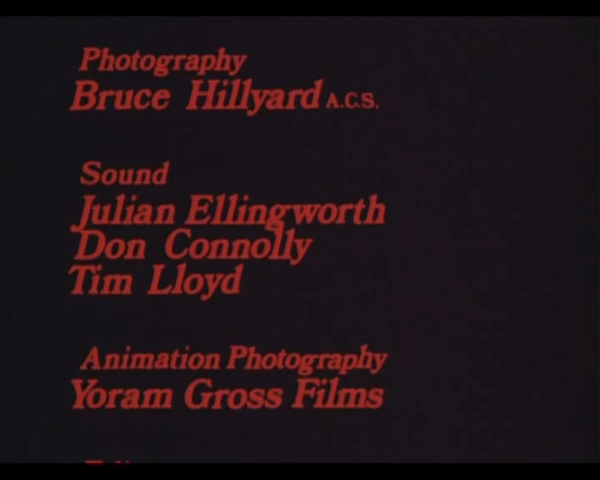 Photography
Bruce Hillyard A.C.S.
Sound
Julian Ellingworth
Don Connolly
Tim Lloyd
Animation Photography
Yoram Gross Films